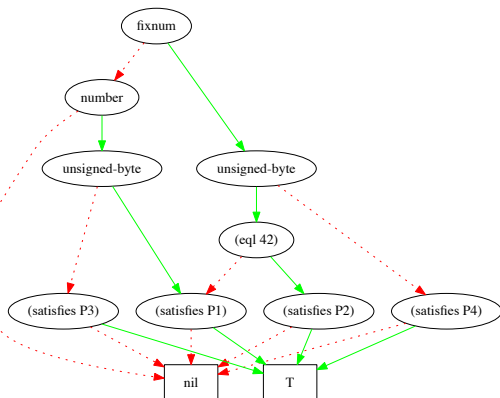 fixnum
number
unsigned-byte
unsigned-byte
(eql 42)
(satisfies P3)
(satisfies P1)
(satisfies P2)
(satisfies P4)
nil
T